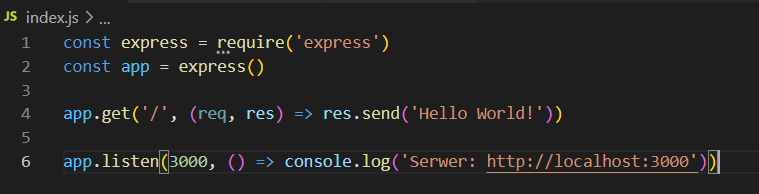 JS index.js > ...
1 const express = require('express')
2 const app = express()
3
4 app.get('/', (req, res) => res.send('Hello World!'))
5
6 app.listen(3000, () => console.log('Serwer: http://localhost:3000'))